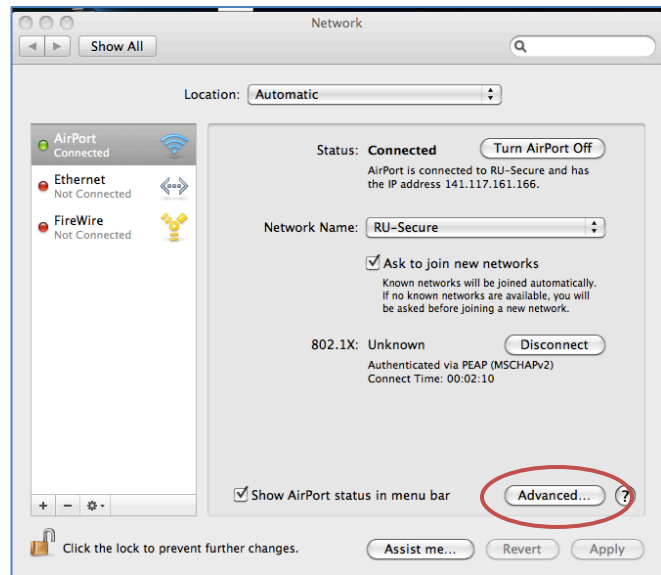 Network
Show All
Location: Automatic
AirPort
Connected
Ethernet
Not Connected
FireWire
Not Connected
Status: Connected Turn AirPort Off
AirPort is connected to RU-Secure and has
the IP address 141.117.161.166.
Network Name: RU-Secure
Ask to join new networks
Known networks will be joined automatically.
If no known networks are available, you will
be asked before joining a new network.
802.1X: Unknown Disconnect
Authenticated via PEAP (MSCHAPv2)
Connect Time: 00:02:10
Show AirPort status in menu bar Advanced... ?
Click the lock to prevent further changes. Assist me... Revert Apply